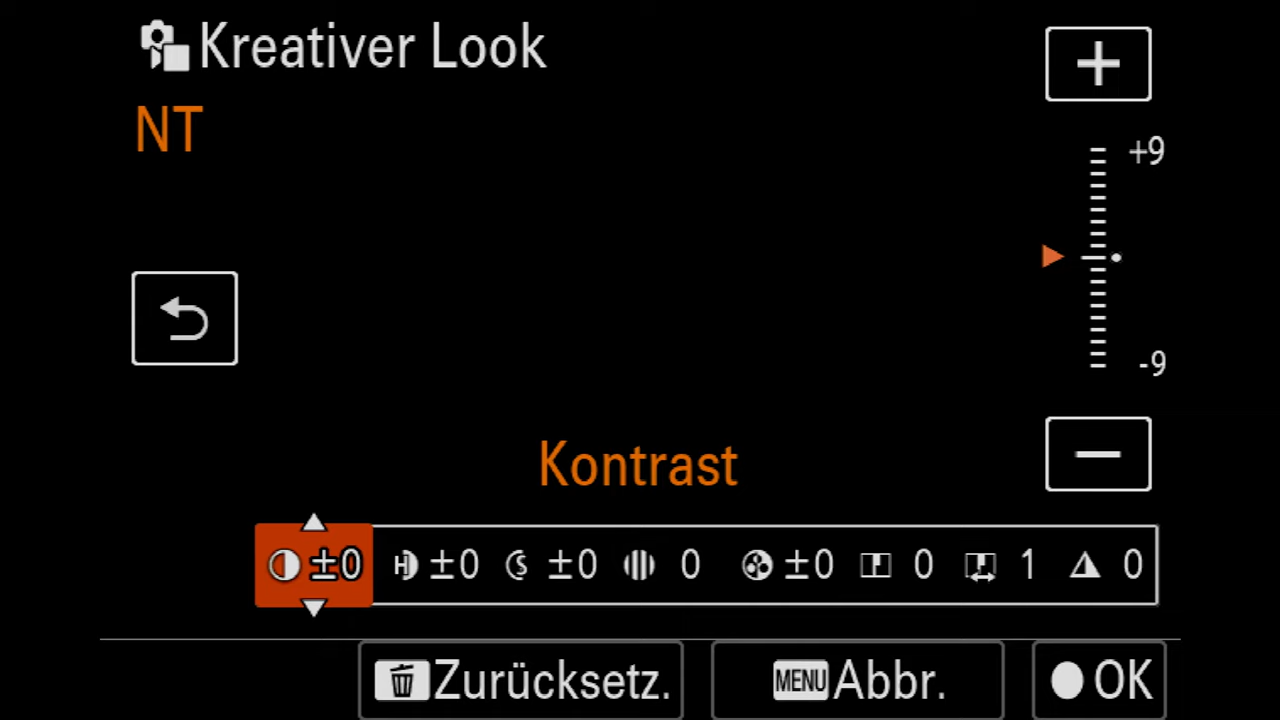 Kreativer Look
NT
+9
-9
Kontrast
±0 H ±0 S ±0 0 ±0 0 1 0
Zurücksetz. MENU Abbr. OK